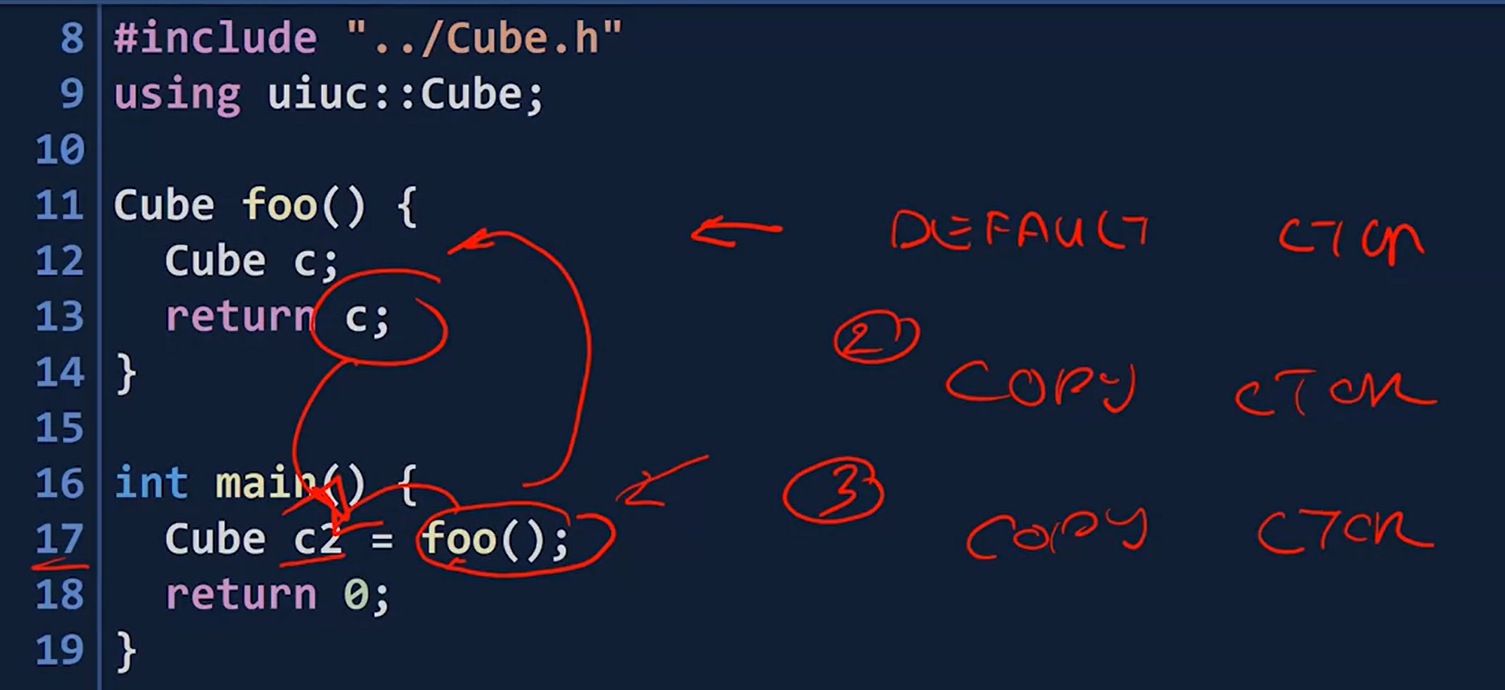 8 #include "../Cube.h"
9 using uiuc::Cube;
10
11 Cube foo() {
DEFAULT CTOR
12   Cube c;
13   return c;
2
14 }
COPY CTOR
15
16 int main() {
3
17   Cube c2 = foo();
COPY CTOR
18   return 0;
19 }